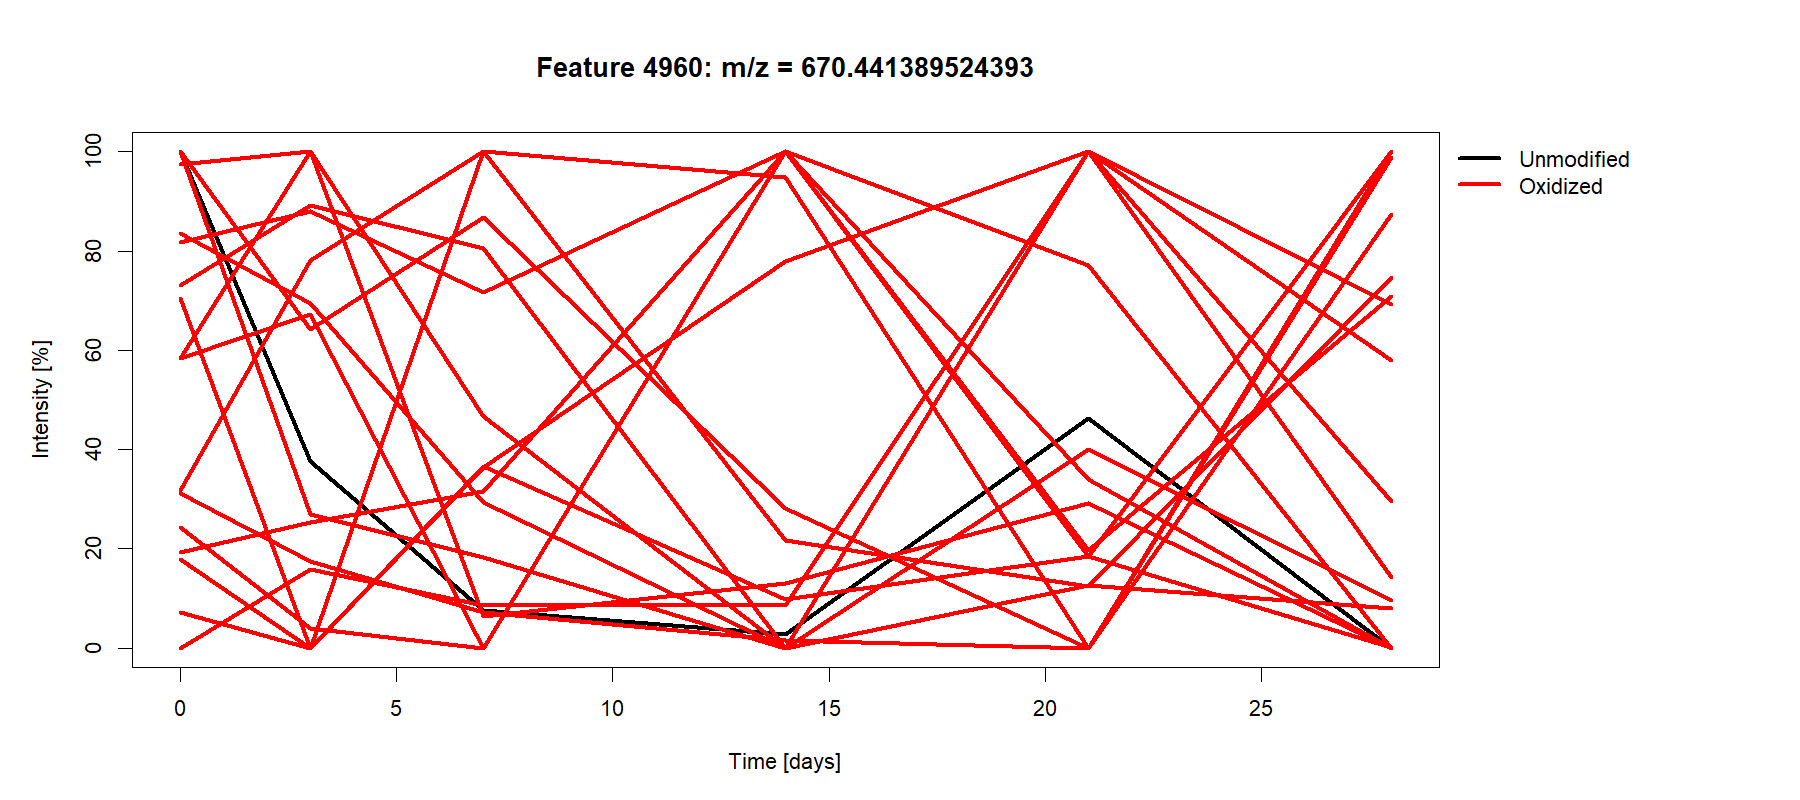 Feature 4960: m/z = 670.441389524393
Unmodified
Oxidized
100
80
60
40
20
0
Intensity [%]
0 5 10 15 20 25
Time [days]